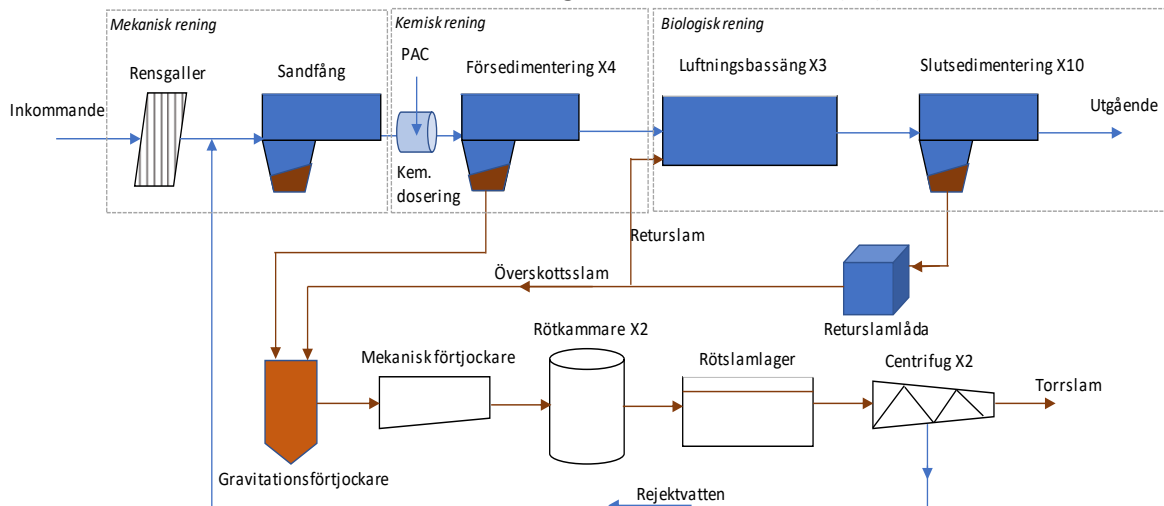 Mekanisk rening
Kemisk rening
Biologisk rening
PAC
Rensgaller
Sandfång
Försedimentering X4
Luftningsbassäng X3
Slutsedimentering X10
Inkommande
Utgående
Kem.
dosering
Returslam
Överskottsslam
Returslamlåda
Rötkammare X2
Mekanisk förtjockare
Rötslamlager
Centrifug X2
Torrslam
Gravitationsförtjockare
Rejektvatten